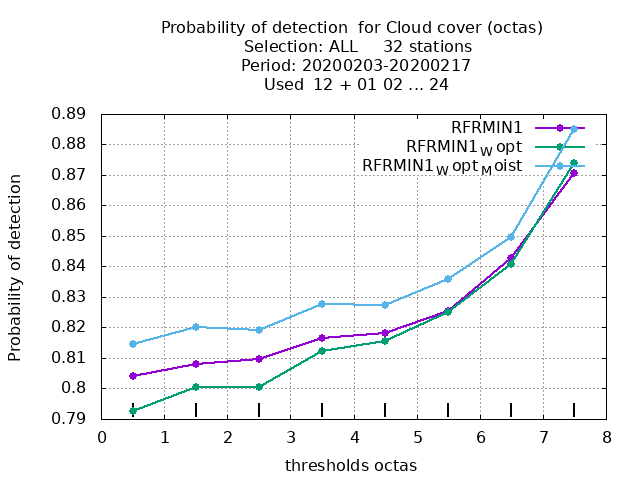 Probability of detection  for Cloud cover (octas)
Selection: ALL     32 stations
Period: 20200203-20200217
Used  12 + 01 02 ... 24
0.89
0.88
0.87
0.86
0.85
0.84
0.83
0.82
0.81
0.8
0.79
Probability of detection
RFRMIN1
RFRMIN1W opt
RFRMIN1W optM oist
0 1 2 3 4 5 6 7 8
thresholds octas